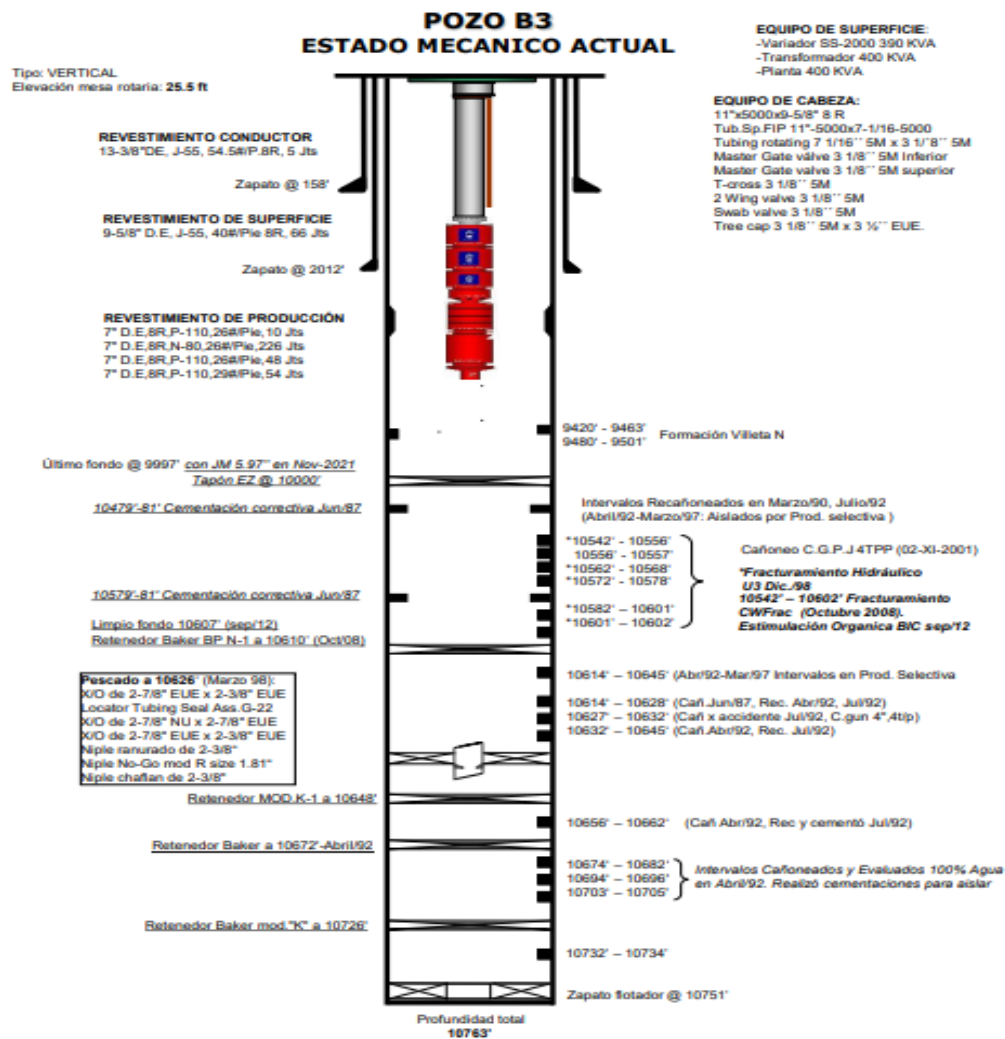 POZO B3
ESTADO MECANICO ACTUAL
EQUIPO DE SUPERFICIE:
-Variador SS-2000 390 KVA
-Transformador 400 KVA
-Planta 400 KVA
Tipo: VERTICAL
Elevación mesa rotaria: 25.5 ft
EQUIPO DE CABEZA:
11"x5000x9-5/8" 8 R
Tub.Sp.FIP 11"-5000x7-1/16-5000
Tubing rotating 7 1/16´´ 5M x 3 1/´8´´ 5M
Master Gate válve 3 1/8´´ 5M Inferior
Master Gate valve 3 1/8´´ 5M superior
T-cross 3 1/8´´ 5M
2 Wing valve 3 1/8´´ 5M
Swab valve 3 1/8´´ 5M
Tree cap 3 1/8´´ 5M x 3 ½´´ EUE.
REVESTIMIENTO CONDUCTOR
13-3/8"DE, J-55, 54.5#/P.8R, 5 Jts
Zapato @ 158'
REVESTIMIENTO DE SUPERFICIE
9-5/8" D.E, J-55, 40#/Pie 8R, 66 Jts
Zapato @ 2012'
REVESTIMIENTO DE PRODUCCIÓN
7" D.E,8R,P-110,26#/Pie,10 Jts
7" D.E,8R,N-80,26#/Pie,226 Jts
7" D.E,8R,P-110,26#/Pie,48 Jts
7" D.E,8R,P-110,29#/Pie,54 Jts
9420' - 9463'
9480' - 9501'
Formación Villeta N
Último fondo @ 9997' con JM 5.97" en Nov-2021
Tapón EZ @ 10000'
10479'-81' Cementación correctiva Jun/87
Intervalos Recañoneados en Marzo/90, Julio/92
(Abril/92-Marzo/97: Aislados por Prod. selectiva )
*10542' - 10556'
10556' - 10557'
*10562' - 10568'
*10572' - 10578'
*10582' - 10601'
*10601' - 10602'
Cañoneo C.G.P.J 4TPP (02-XI-2001)
*Fracturamiento Hidráulico
U3 Dic./98
10542' – 10602' Fracturamiento
CWFrac (Octubre 2008).
Estimulación Organica BIC sep/12
10579'-81' Cementación correctiva Jun/87
Limpio fondo 10607' (sep/12)
Retenedor Baker BP N-1 a 10610' (Oct/08)
Pescado a 10626' (Marzo 98):
X/O de 2-7/8" EUE x 2-3/8" EUE
Locator Tubing Seal Ass.G-22
X/O de 2-7/8" NU x 2-7/8" EUE
X/O de 2-7/8" EUE x 2-3/8" EUE
Niple ranurado de 2-3/8"
Niple No-Go mod R size 1.81"
Niple chaflan de 2-3/8"
10614' – 10645' (Abr/92-Mar/97 Intervalos en Prod. Selectiva
10614' – 10628' (Cañ.Jun/87, Rec. Abr/92, Jul/92)
10627' – 10632' (Cañ x accidente Jul/92, C.gun 4",4t/p)
10632' – 10645' (Cañ.Abr/92, Rec. Jul/92)
Retenedor MOD.K-1 a 10648'
10656' – 10662' (Cañ Abr/92, Rec y cementó Jul/92)
Retenedor Baker a 10672'-Abril/92
10674' – 10682'
10694' – 10696'
10703' – 10705'
Intervalos Cañoneados y Evaluados 100% Agua
en Abril/92. Realizó cementaciones para aislar
Retenedor Baker mod."K" a 10726'
10732' – 10734'
Zapato flotador @ 10751'
Profundidad total
10763'